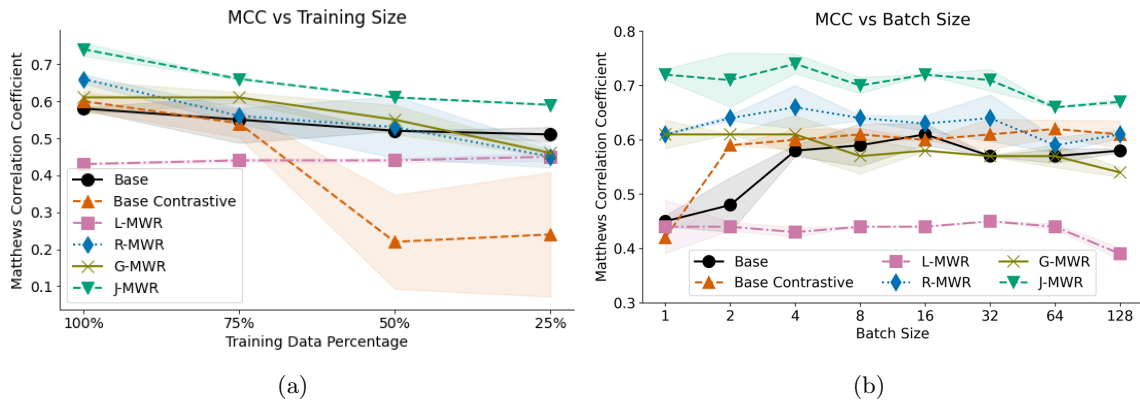 MCC vs Training Size
Matthews Correlation Coefficient
0.7
0.6
0.5
0.4
0.3
0.2
0.1
Base
Base Contrastive
L-MWR
R-MWR
G-MWR
J-MWR
100%
75%
50%
25%
Training Data Percentage
(a)
MCC vs Batch Size
Matthews Correlation Coefficient
0.8
0.7
0.6
0.5
0.4
0.3
Base
Base Contrastive
L-MWR
R-MWR
G-MWR
J-MWR
1
2
4
8
16
32
64
128
Batch Size
(b)